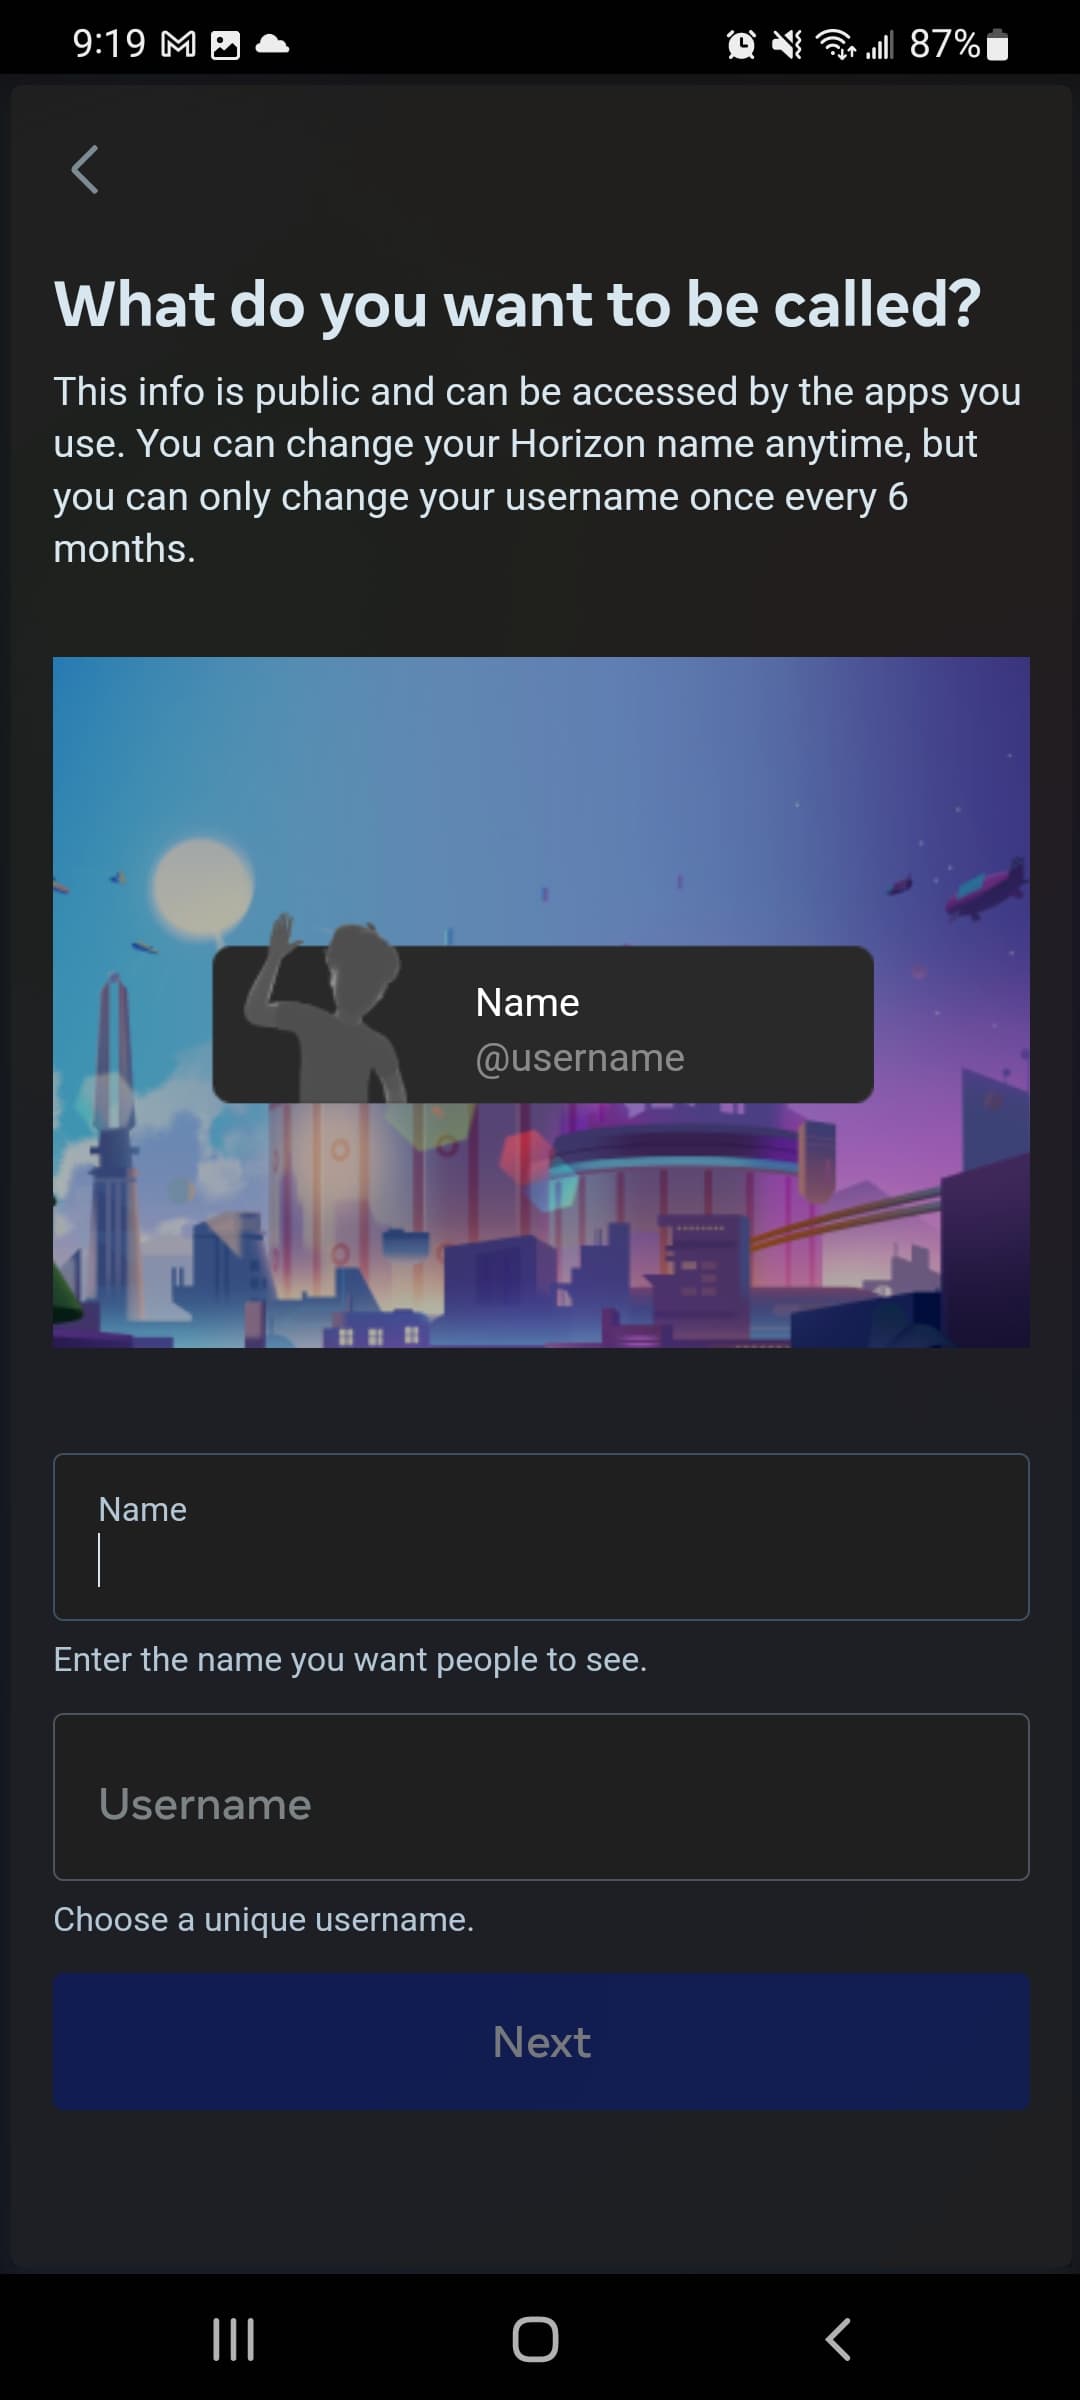 9:19
87%
What do you want to be called?
This info is public and can be accessed by the apps you
use. You can change your Horizon name anytime, but
you can only change your username once every 6
months.
Name
@username
Name
Enter the name you want people to see.
Username
Choose a unique username.
Next